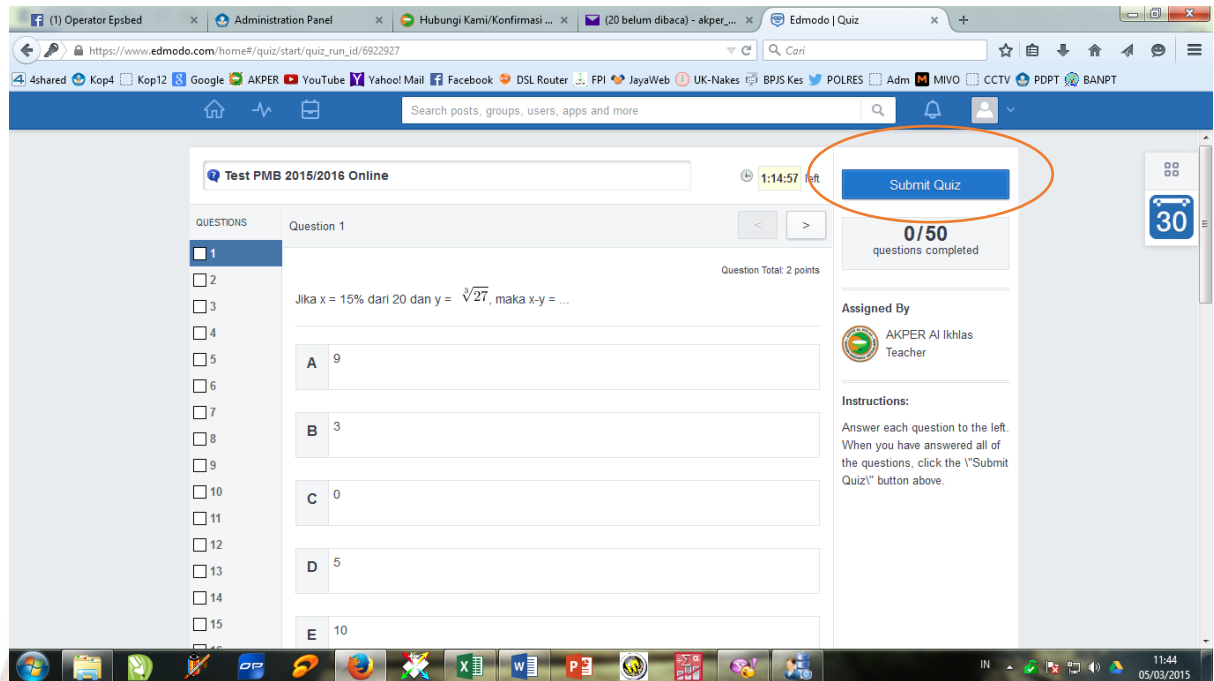 (1) Operator Epsbed
Administration Panel
Hubungi Kami/Konfirmasi ...
(20 belum dibaca) - akper_...
Edmodo | Quiz
https://www.edmodo.com/home#/quiz/start/quiz_run_id/6922927
Cari
4shared Kop4 Kop12 Google AKPER YouTube Yahoo! Mail Facebook DSL Router FPI JayaWeb UK-Nakes BPJS Kes POLRES Adm MIVO CCTV PDPT BANPT
Search posts, groups, users, apps and more
Test PMB 2015/2016 Online
1:14:57 left
Submit Quiz
30
QUESTIONS
Question 1
<
>
0/50
questions completed
1
2
3
4
5
6
7
8
9
10
11
12
13
14
15
Question Total: 2 points
Jika x = 15% dari 20 dan y = ∛27, maka x-y = ...
A 9
B 3
C 0
D 5
E 10
Assigned By
AKPER Al Ikhlas
Teacher
Instructions:
Answer each question to the left.
When you have answered all of
the questions, click the \"Submit
Quiz\" button above.
IN
11:44
05/03/2015